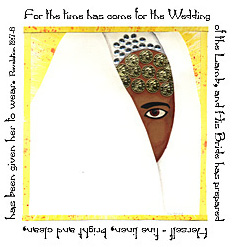 For the time has come for the Wedding
of the Lamb, and His Bride has prepared
Herself - fine linen, bright and clean,
has been given her to wear. Revelation 19:7-8